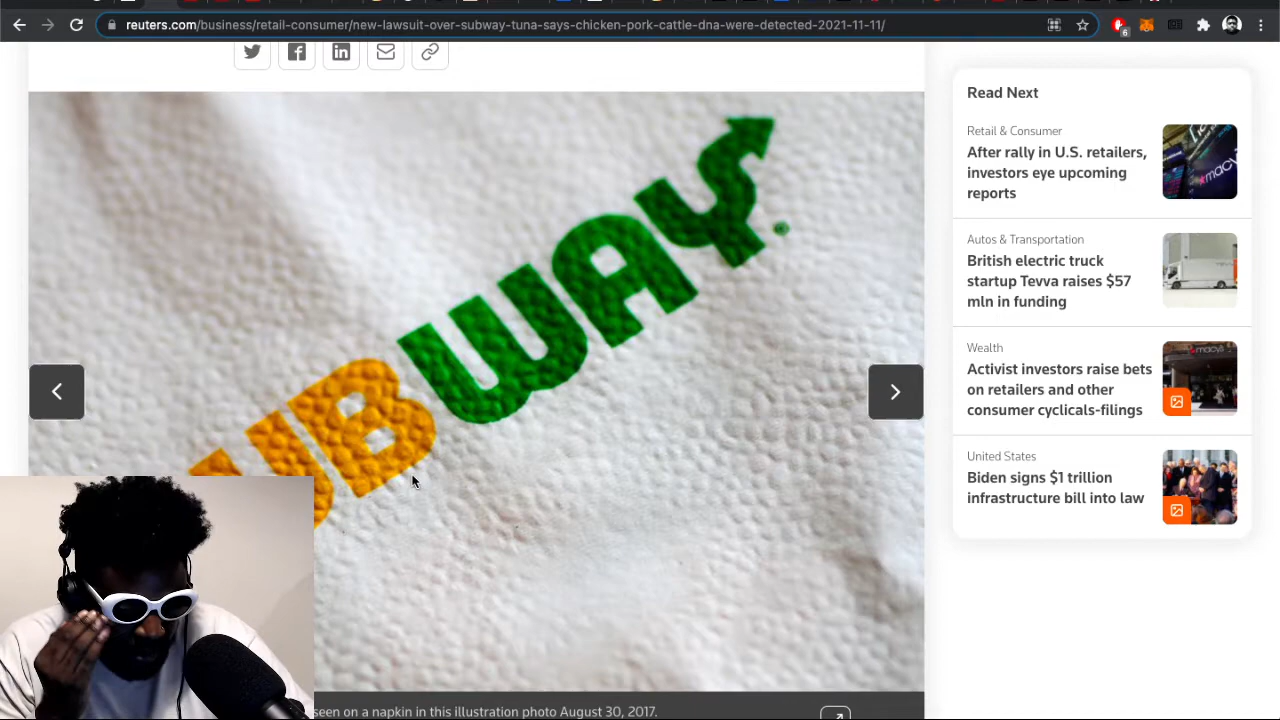 reuters.com/business/retail-consumer/new-lawsuit-over-subway-tuna-says-chicken-pork-cattle-dna-were-detected-2021-11-11/
6
UBWAY
®
seen on a napkin in this illustration photo August 30, 2017.
Read Next
Retail & Consumer
After rally in U.S. retailers,
investors eye upcoming
reports
macy
Autos & Transportation
British electric truck
startup Tevva raises $57
mln in funding
Wealth
Activist investors raise bets
on retailers and other
consumer cyclicals-filings
macys
United States
Biden signs $1 trillion
infrastructure bill into law